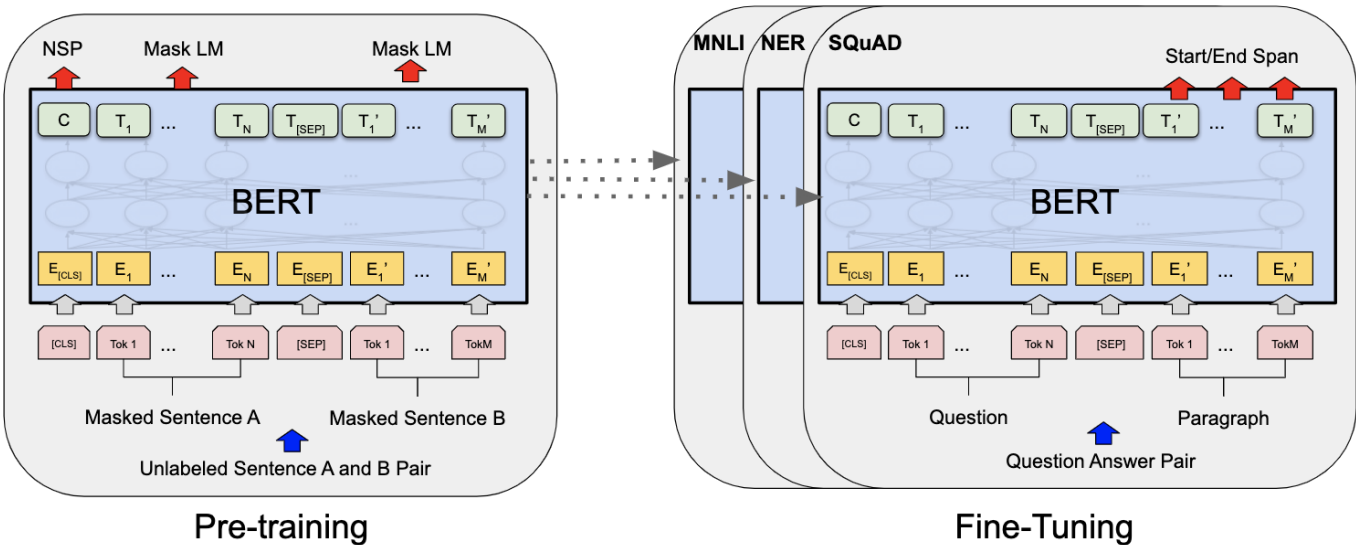 NSP Mask LM Mask LM
C T1 ... TN T[SEP] T1' ... TM'
... 
BERT
...
E[CLS] E1 ... EN E[SEP] E1' ... EM'
[CLS] Tok 1 ... Tok N [SEP] Tok 1 ... TokM
Masked Sentence A Masked Sentence B
Unlabeled Sentence A and B Pair
Pre-training
MNLI NER SQuAD
Start/End Span
C T1 ... TN T[SEP] T1' ... TM'
...
BERT
...
E[CLS] E1 ... EN E[SEP] E1' ... EM'
[CLS] Tok 1 ... Tok N [SEP] Tok 1 ... TokM
Question Paragraph
Question Answer Pair
Fine-Tuning